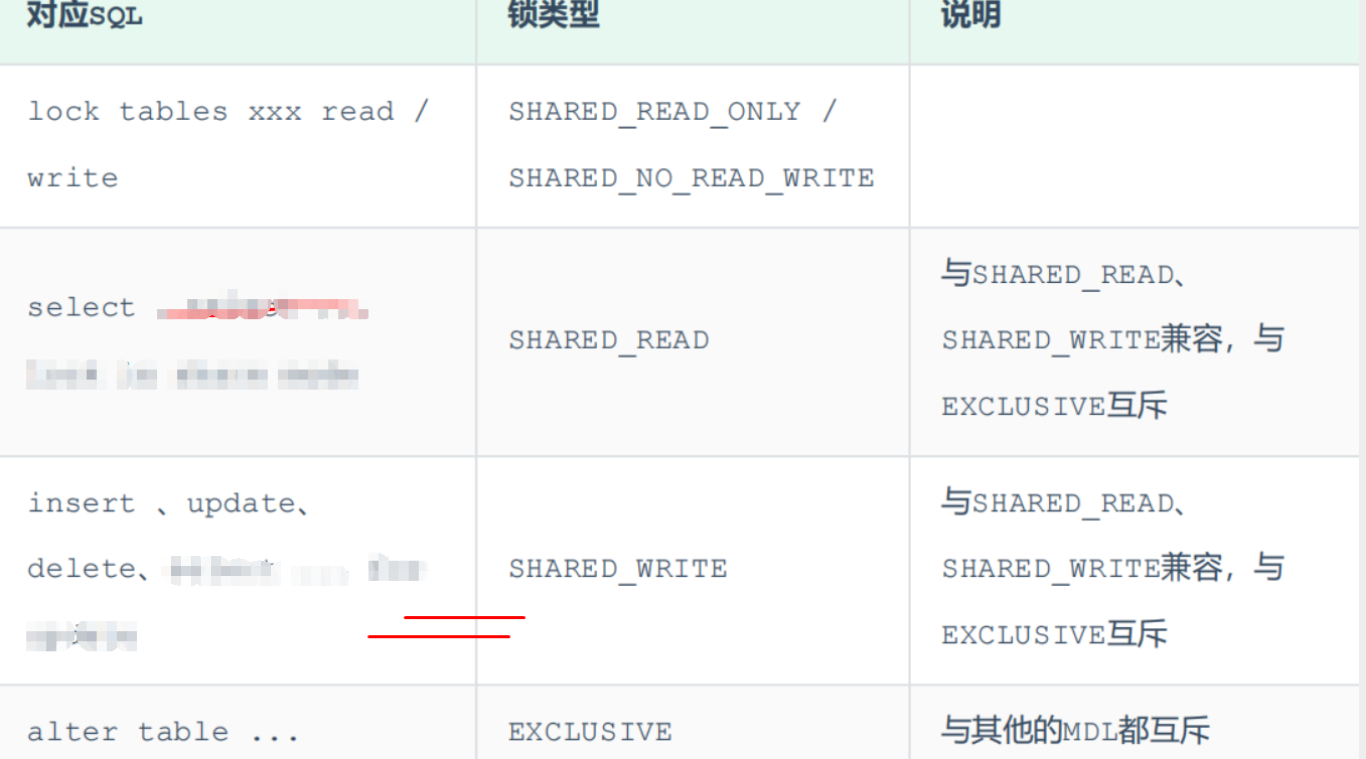 对应SQL
锁类型
说明
lock tables xxx read /
write
SHARED_READ_ONLY /
SHARED_NO_READ_WRITE
select
SHARED_READ
与SHARED_READ、
SHARED_WRITE兼容，与
EXCLUSIVE互斥
insert 、update、
delete、
SHARED_WRITE
与SHARED_READ、
SHARED_WRITE兼容，与
EXCLUSIVE互斥
alter table ...
EXCLUSIVE
与其他的MDL都互斥